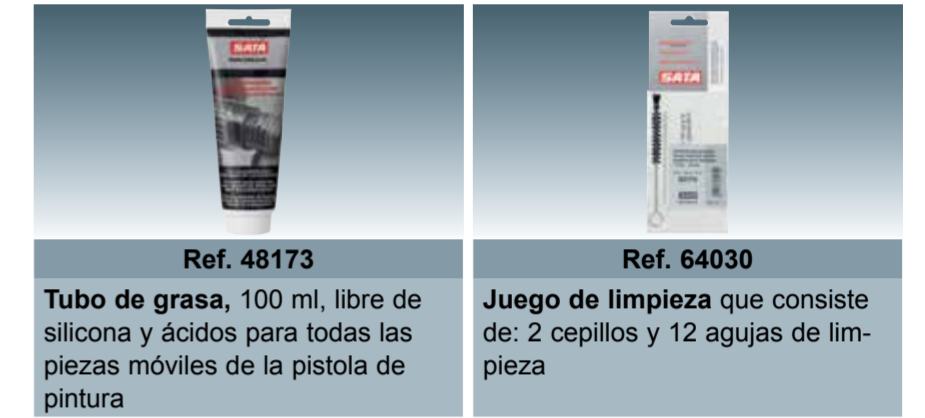 SATA
SATA
Ref. 48173
Tubo de grasa, 100 ml, libre de
silicona y ácidos para todas las
piezas móviles de la pistola de
pintura
Ref. 64030
Juego de limpieza que consiste
de: 2 cepillos y 12 agujas de lim-
pieza